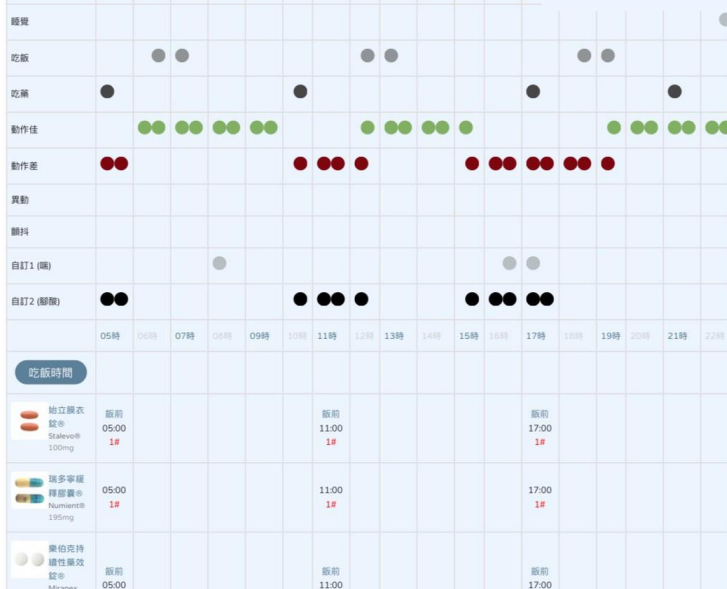 睡覺
吃飯
吃藥
動作佳
動作差
異動
顫抖
自訂1 (喘)
自訂2 (腳酸)
05時 06時 07時 08時 09時 10時 11時 12時 13時 14時 15時 16時 17時 18時 19時 20時 21時 22時
吃飯時間
始立膜衣
錠®
Stalevo®
100mg
飯前
05:00
1#
飯前
11:00
1#
飯前
17:00
1#
瑞多寧緩
釋膠囊®
Numient®
195mg
05:00
1#
11:00
1#
17:00
1#
樂伯克持
續性藥效
錠®
飯前
05:00
飯前
11:00
飯前
17:00